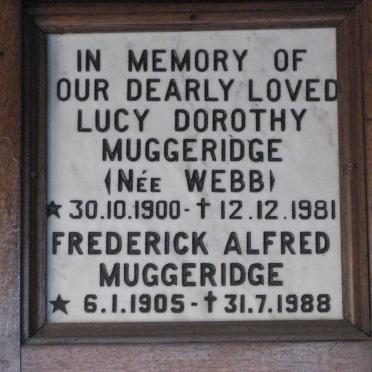 IN MEMORY OF
OUR DEARLY LOVED
LUCY DOROTHY
MUGGERIDGE
(NéE WEBB)
★ 30.10.1900 - † 12.12.1981
FREDERICK ALFRED
MUGGERIDGE
★ 6.1.1905 - † 31.7.1988